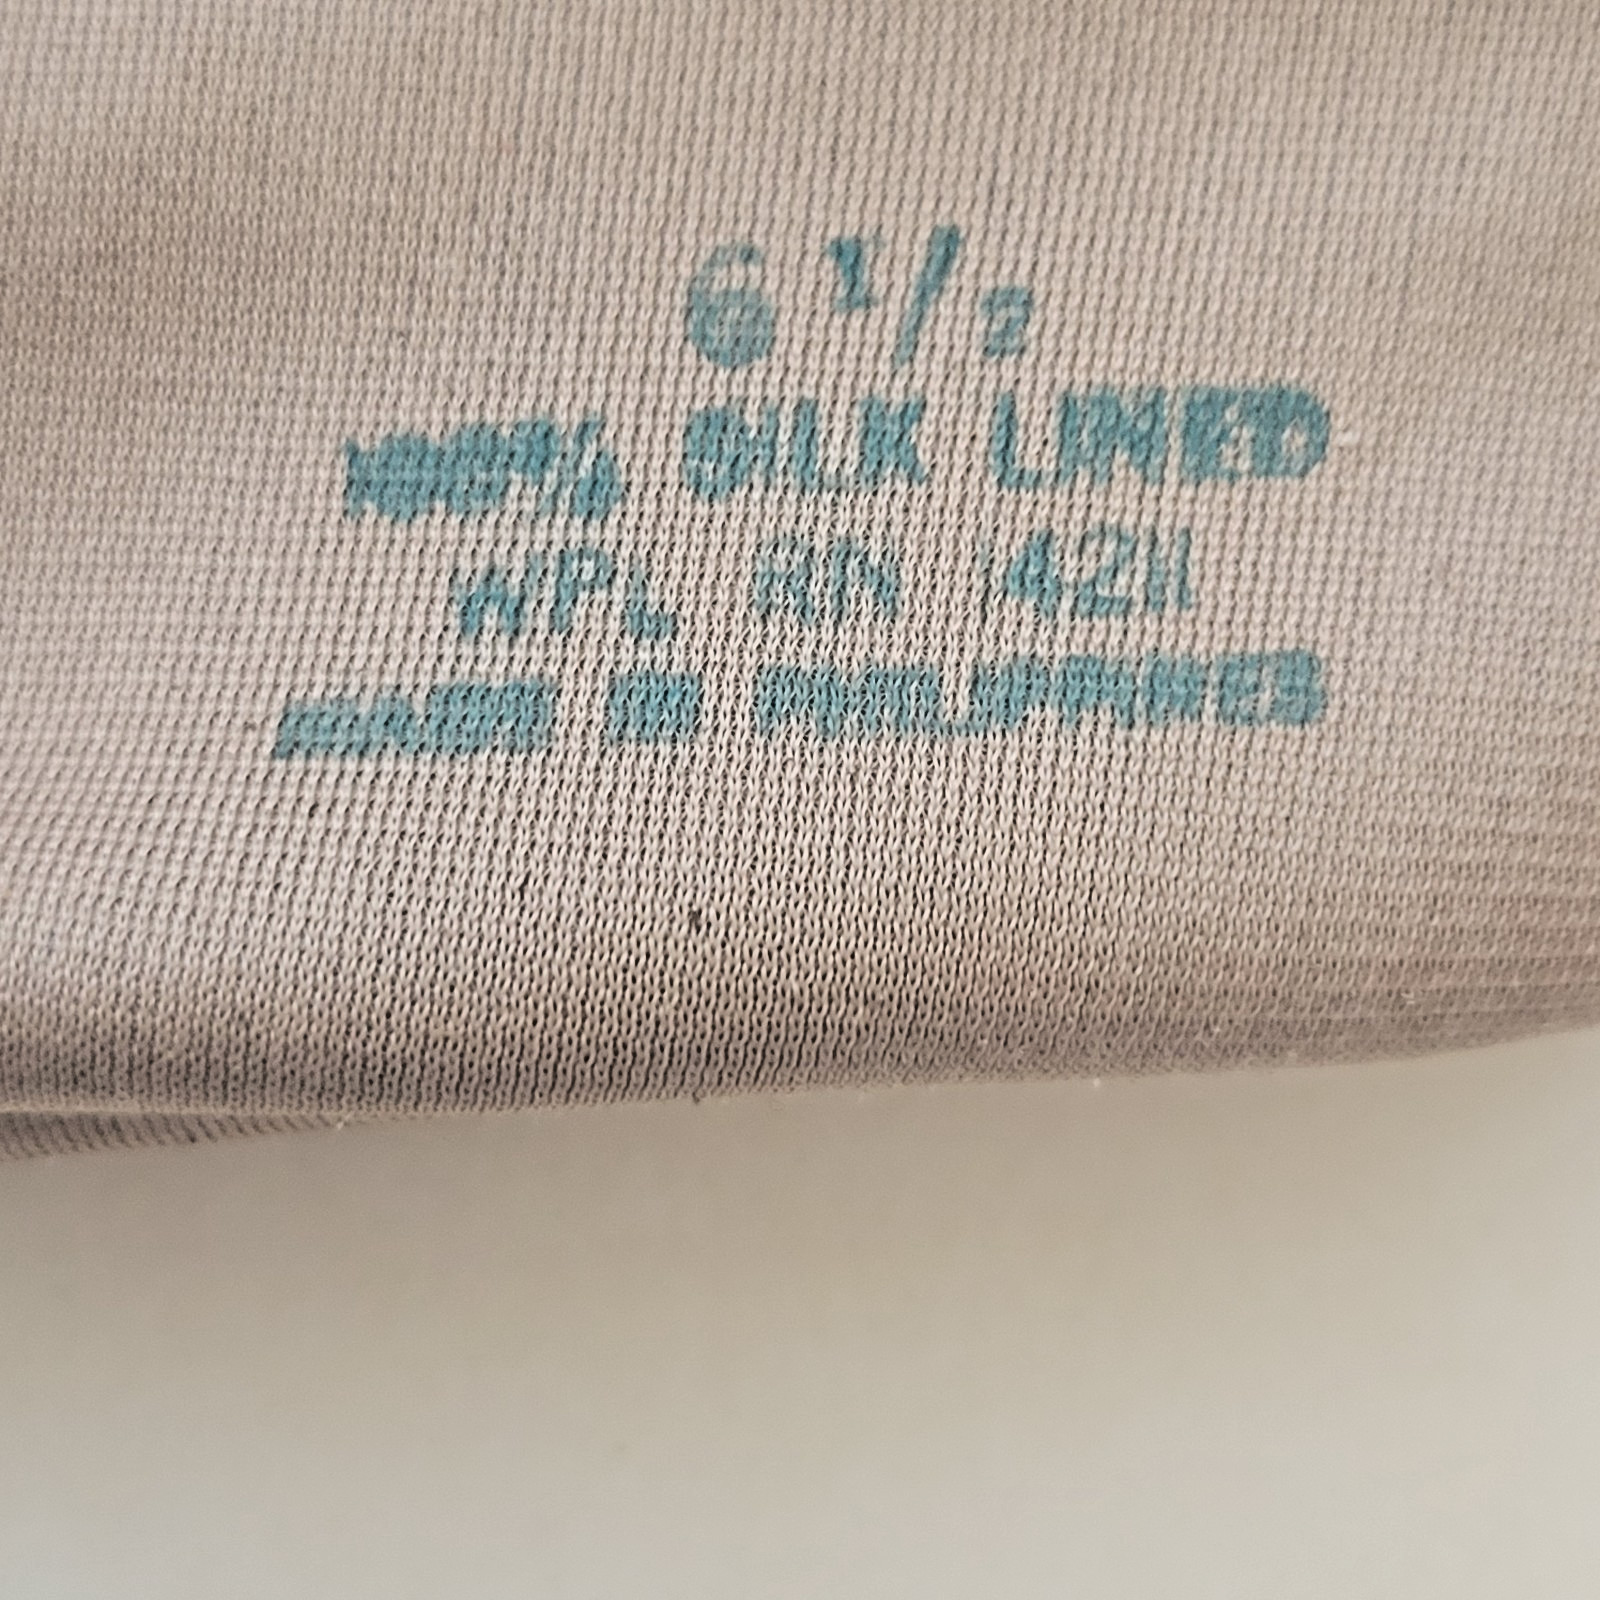 6 1/2
100% SILK LINED
WPL RN 14211
MADE IN PHILIPPINES